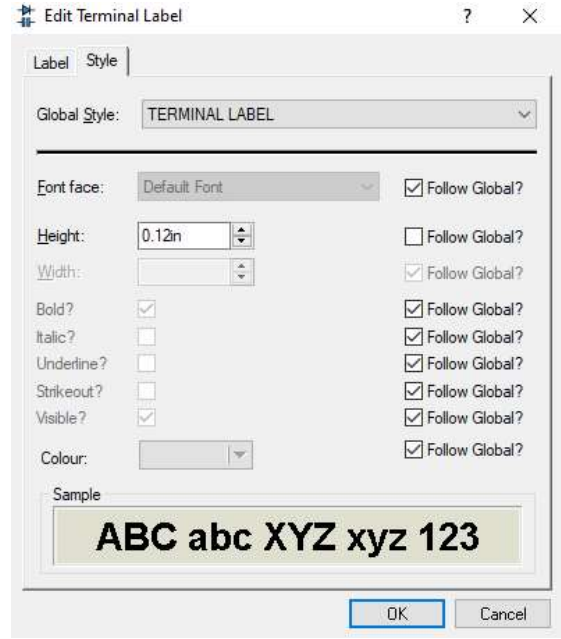 Edit Terminal Label ?
Label Style
Global Style: TERMINAL LABEL
Font face: Default Font Follow Global?
Height: 0.12in Follow Global?
Width: Follow Global?
Bold? Follow Global?
Italic? Follow Global?
Underline? Follow Global?
Strikeout? Follow Global?
Visible? Follow Global?
Colour: Follow Global?
Sample
ABC abc XYZ xyz 123
OK Cancel